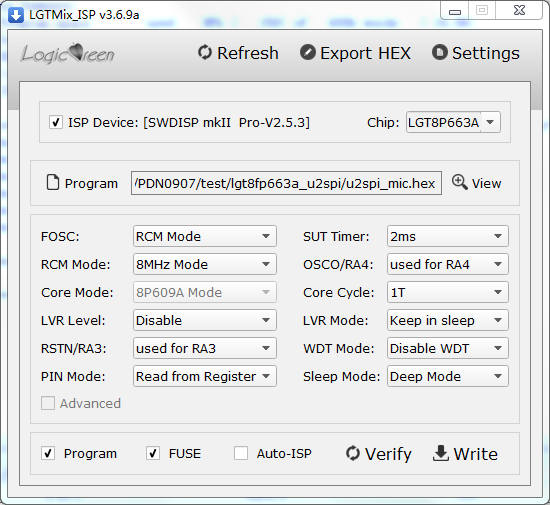 LGTMix_ISP v3.6.9a
LogicGreen Refresh Export HEX Settings
ISP Device: [SWDISP mkII Pro-V2.5.3] Chip: LGT8P663A
Program /PDN0907/test/lgt8fp663a_u2spi/u2spi_mic.hex View
FOSC: RCM Mode SUT Timer: 2ms
RCM Mode: 8MHz Mode OSCO/RA4: used for RA4
Core Mode: 8P609A Mode Core Cycle: 1T
LVR Level: Disable LVR Mode: Keep in sleep
RSTN/RA3: used for RA3 WDT Mode: Disable WDT
PIN Mode: Read from Register Sleep Mode: Deep Mode
Advanced
Program FUSE Auto-ISP Verify Write